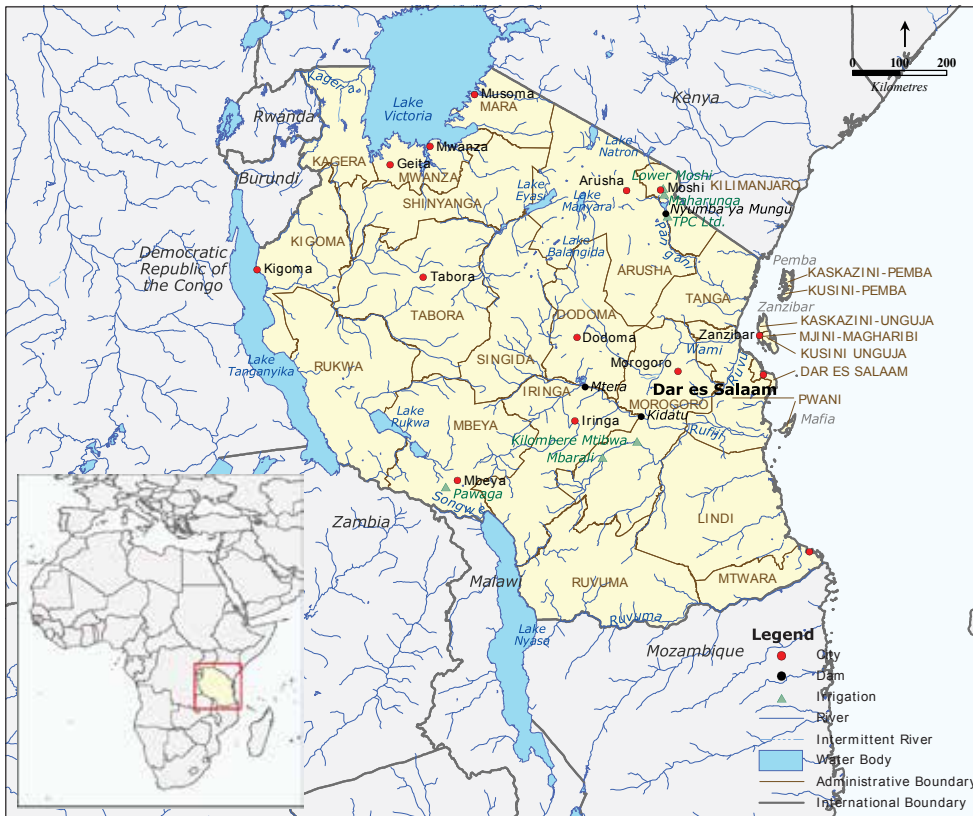 0 100 200
Kilometres
Kagera
Musoma
MARA
Kenya
Lake
Victoria
Rwanda
Mwanza
Lake
Natron
KAGERA
Geita
MWANZA
Burundi
Lower Moshi
Arusha
Moshi
KILIMANJARO
Maharunga
Lake
Eyasi
Lake
Manyara
SHINYANGA
Nyumba ya Mungu
TPC Ltd.
Pangani
KIGOMA
Democratic
Republic of
the Congo
Lake
Balangida
Kigoma
Tabora
ARUSHA
Pemba
KASKAZINI-PEMBA
KUSINI-PEMBA
TANGA
Zanzibar
TABORA
DODOMA
KASKAZINI-UNGUJA
Zanzibar
MJINI-MAGHARIBI
Dodoma
Wami
KUSINI UNGUJA
RUKWA
SINGIDA
Morogoro
Ruvu
DAR ES SALAAM
Lake
Tanganyika
Mtera
Dar es Salaam
IRINGA
PWANI
MOROGORO
Lake
Rukwa
MBEYA
Iringa
Kidatu
Mafia
Rufiji
Kilombere Mtibwa
Mbarali
Mbeya
Pawaga
Songwe
Zambia
LINDI
Malawi
RUVUMA
MTWARA
Ruvuma
Lake
Nyasa
Mozambique
Legend
City
Dam
Irrigation
River
Intermittent River
Water Body
Administrative Boundary
International Boundary